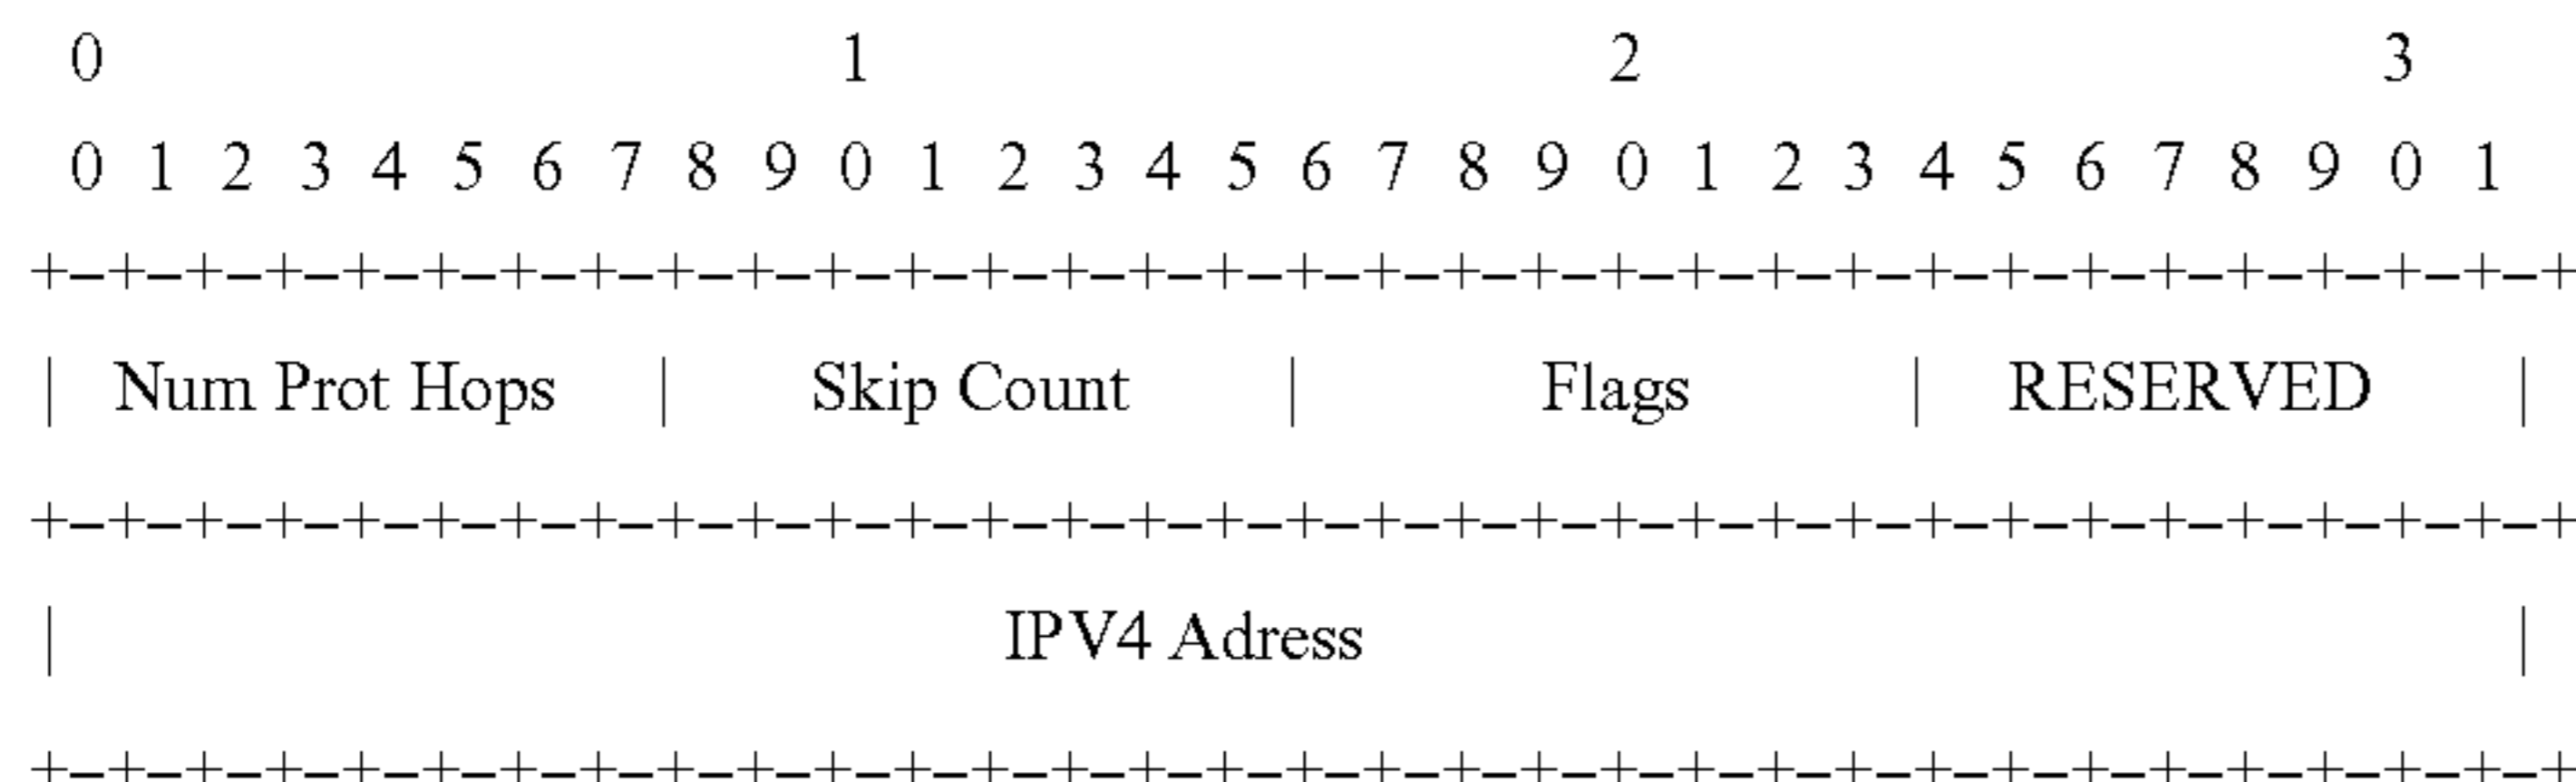 0 1 2 3
0 1 2 3 4 5 6 7 8 9 0 1 2 3 4 5 6 7 8 9 0 1 2 3 4 5 6 7 8 9 0 1
+-+-+-+-+-+-+-+-+-+-+-+-+-+-+-+-+-+-+-+-+-+-+-+-+-+-+-+-+-+-+-+-+
| Num Prot Hops | Skip Count | Flags | RESERVED |
+-+-+-+-+-+-+-+-+-+-+-+-+-+-+-+-+-+-+-+-+-+-+-+-+-+-+-+-+-+-+-+-+
| IPV4 Adress |
+-+-+-+-+-+-+-+-+-+-+-+-+-+-+-+-+-+-+-+-+-+-+-+-+-+-+-+-+-+-+-+-+